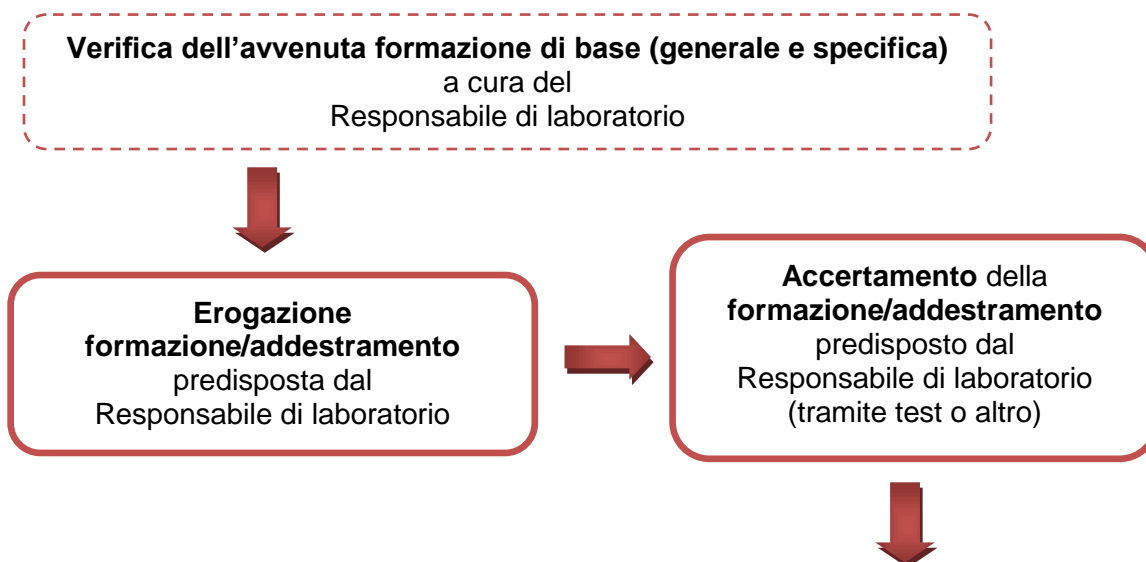 Verifica dell’avvenuta formazione di base (generale e specifica)
a cura del
Responsabile di laboratorio
Erogazione
formazione/addestramento
predisposta dal
Responsabile di laboratorio
Accertamento della
formazione/addestramento
predisposto dal
Responsabile di laboratorio
(tramite test o altro)